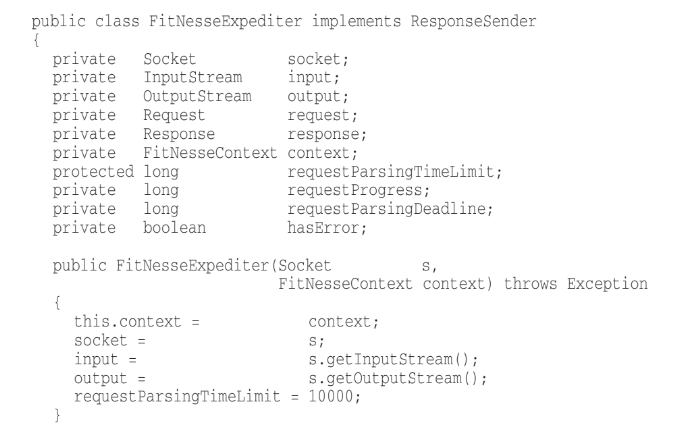 public class FitNesseExpediter implements ResponseSender
{
  private   Socket          socket;
  private   InputStream     input;
  private   OutputStream    output;
  private   Request         request;
  private   Response        response;
  private   FitNesseContext context;
  protected long            requestParsingTimeLimit;
  private   long            requestProgress;
  private   long            requestParsingDeadline;
  private   boolean         hasError;

  public FitNesseExpediter(Socket          s,
                           FitNesseContext context) throws Exception
  {
    this.context =            context;
    socket =                  s;
    input =                   s.getInputStream();
    output =                  s.getOutputStream();
    requestParsingTimeLimit = 10000;
  }